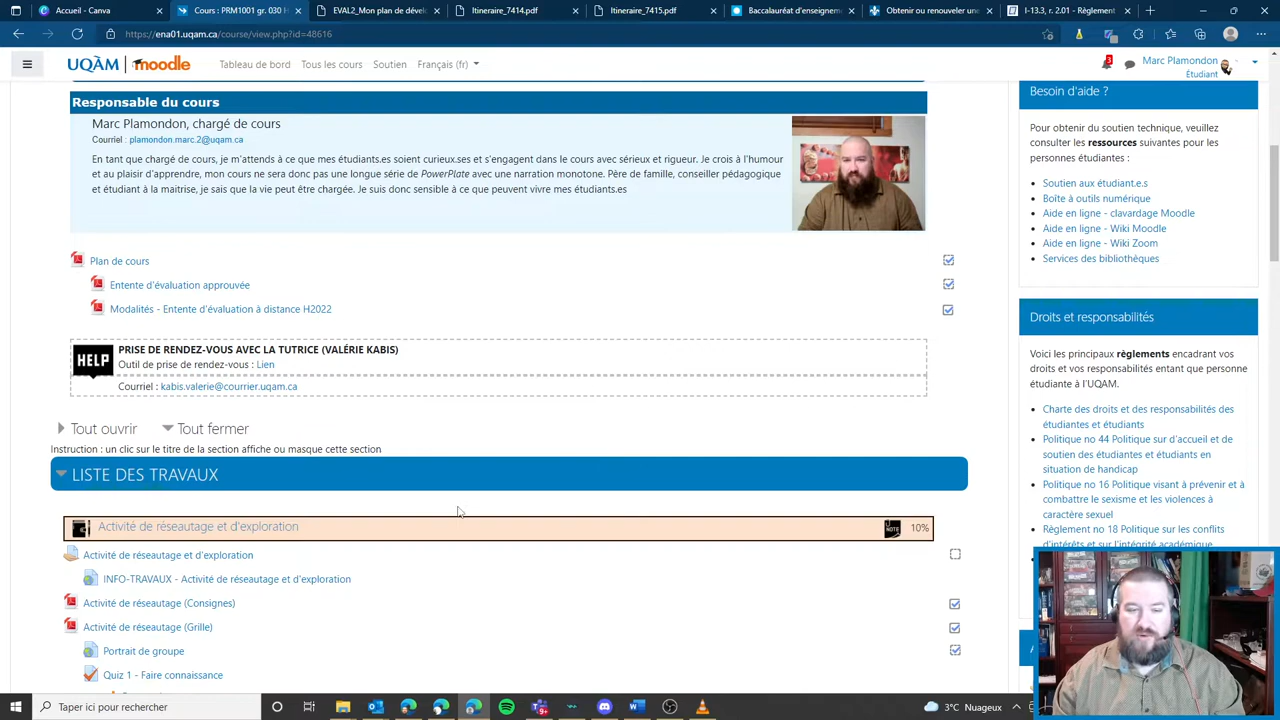 Accueil - Canva
Cours : PRM1001 gr. 030 H
EVAL2_Mon plan de dével
Itineraire_7414.pdf
Itineraire_7415.pdf
Baccalauréat d'enseigneme
Obtenir ou renouveler une
I-13.3, r. 2.01 - Règlement
https://ena01.uqam.ca/course/view.php?id=48616
UQÀM | moodle
Tableau de bord
Tous les cours
Soutien
Français (fr)
3
Marc Plamondon
Étudiant
Responsable du cours
Marc Plamondon, chargé de cours
Courriel : plamondon.marc.2@uqam.ca
En tant que chargé de cours, je m'attends à ce que mes étudiants.es soient curieux.ses et s'engagent dans le cours avec sérieux et rigueur. Je crois à l'humour
et au plaisir d'apprendre, mon cours ne sera donc pas une longue série de PowerPlate avec une narration monotone. Père de famille, conseiller pédagogique
et étudiant à la maitrise, je sais que la vie peut être chargée. Je suis donc sensible à ce que peuvent vivre mes étudiants.es
Plan de cours
Entente d'évaluation approuvée
Modalités - Entente d'évaluation à distance H2022
HELP
PRISE DE RENDEZ-VOUS AVEC LA TUTRICE (VALÉRIE KABIS)
Outil de prise de rendez-vous : Lien
Courriel : kabis.valerie@courrier.uqam.ca
Tout ouvrir
Tout fermer
Instruction : un clic sur le titre de la section affiche ou masque cette section
LISTE DES TRAVAUX
Activité de réseautage et d'exploration
NOTE
10%
Activité de réseautage et d'exploration
INFO-TRAVAUX - Activité de réseautage et d'exploration
Activité de réseautage (Consignes)
Activité de réseautage (Grille)
Portrait de groupe
Quiz 1 - Faire connaissance
Besoin d'aide ?
Pour obtenir du soutien technique, veuillez
consulter les ressources suivantes pour les
personnes étudiantes :
Soutien aux étudiant.e.s
Boîte à outils numérique
Aide en ligne - clavardage Moodle
Aide en ligne - Wiki Moodle
Aide en ligne - Wiki Zoom
Services des bibliothèques
Droits et responsabilités
Voici les principaux règlements encadrant vos
droits et vos responsabilités entant que personne
étudiante à l'UQAM.
Charte des droits et des responsabilités des
étudiantes et étudiants
Politique no 44 Politique sur d'accueil et de
soutien des étudiantes et étudiants en
situation de handicap
Politique no 16 Politique visant à prévenir et à
combattre le sexisme et les violences à
caractère sexuel
Règlement no 18 Politique sur les conflits
d'intérêts et sur l'intégrité académique
Taper ici pour rechercher
3°C Nuageux